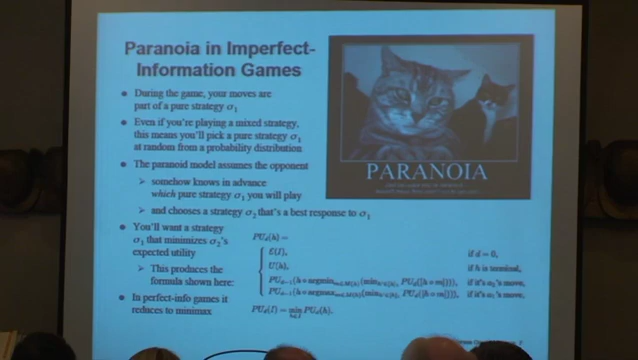 Paranoia in Imperfect-
Information Games
● During the game, your moves are
part of a pure strategy σ₁
● Even if you're playing a mixed strategy,
this means you'll pick a pure strategy σ₁
at random from a probability distribution
● The paranoid model assumes the opponent
➢ somehow knows in advance
which pure strategy σ₁ you will play
➢ and chooses a strategy σ₂ that's a best response to σ₁
● You'll want a strategy
σ₁ that minimizes σ₂'s
expected utility
➢ This produces the
formula shown here:
● In perfect-info games it
reduces to minimax
PARANOIA
PU_d(h) =
E(I), if d = 0,
U(h), if h is terminal,
if it's move,
if it's move,
PU_d(I) = min PU_d(h).
7